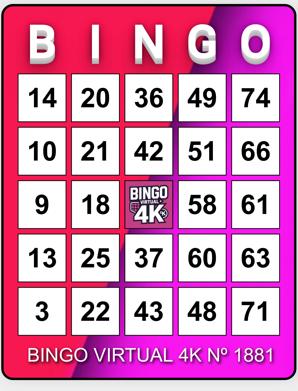 B I N G O
14 20 36 49 74
10 21 42 51 66
9 18 BINGO VIRTUAL 4K 58 61
13 25 37 60 63
3 22 43 48 71
BINGO VIRTUAL 4K Nº 1881